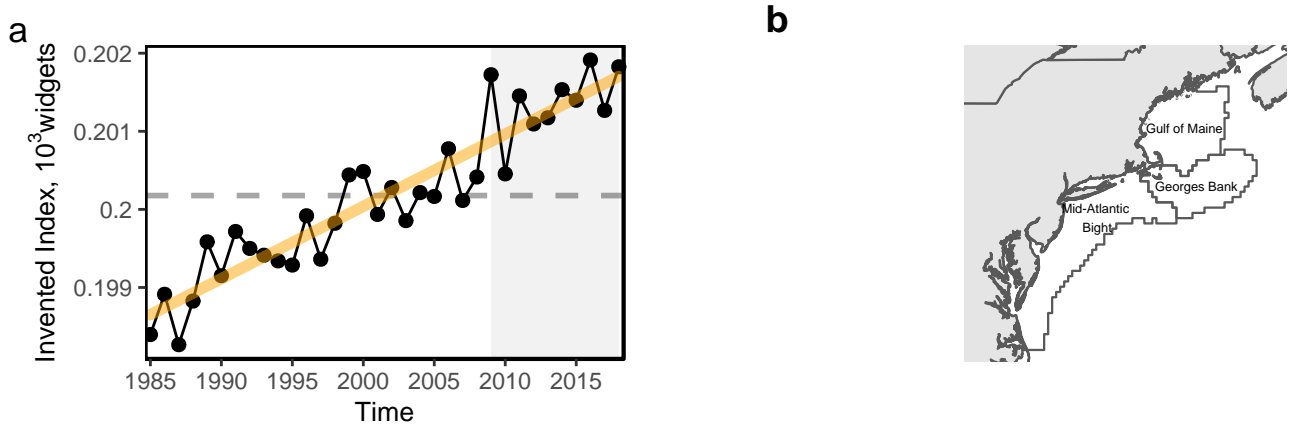 a
Invented Index, 10³widgets
0.202
0.201
0.2
0.199
1985 1990 1995 2000 2005 2010 2015
Time
b
Gulf of Maine
Georges Bank
Mid-Atlantic
Bight